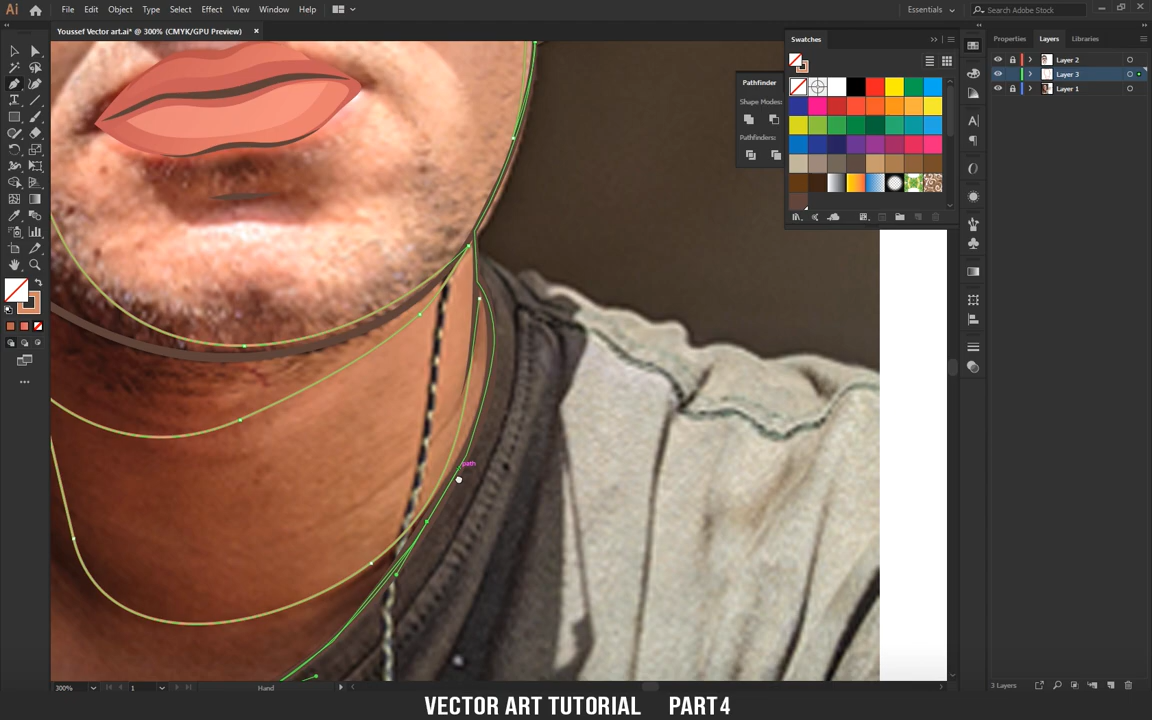 Ai
File Edit Object Type Select Effect View Window Help
Essentials
Search Adobe Stock
Youssef Vector art.ai* @ 300% (CMYK/GPU Preview)
Swatches
Properties Layers Libraries
Layer 2
Layer 3
Layer 1
Pathfinder
Shape Modes:
Pathfinders:
path
3 Layers
300%
1
Hand
VECTOR ART TUTORIAL PART4